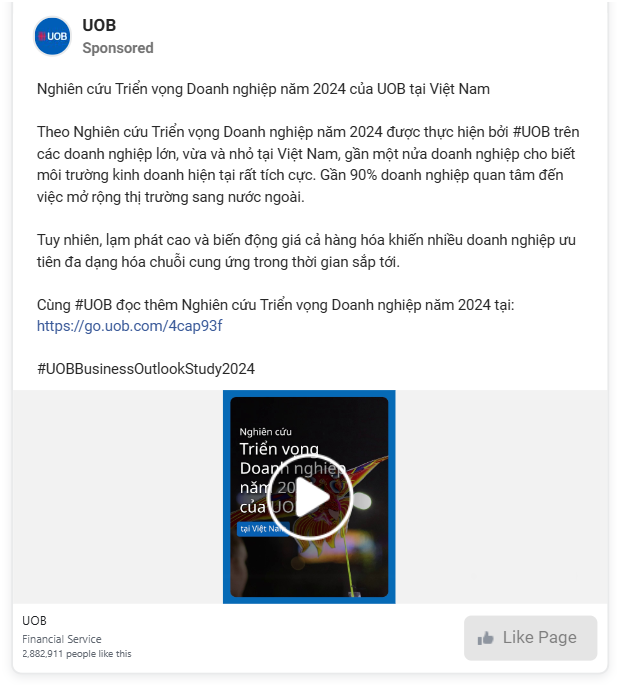 UOB
UOB
Sponsored
Nghiên cứu Triển vọng Doanh nghiệp năm 2024 của UOB tại Việt Nam
Theo Nghiên cứu Triển vọng Doanh nghiệp năm 2024 được thực hiện bởi #UOB trên
các doanh nghiệp lớn, vừa và nhỏ tại Việt Nam, gần một nửa doanh nghiệp cho biết
môi trường kinh doanh hiện tại rất tích cực. Gần 90% doanh nghiệp quan tâm đến
việc mở rộng thị trường sang nước ngoài.
Tuy nhiên, lạm phát cao và biến động giá cả hàng hóa khiến nhiều doanh nghiệp ưu
tiên đa dạng hóa chuỗi cung ứng trong thời gian sắp tới.
Cùng #UOB đọc thêm Nghiên cứu Triển vọng Doanh nghiệp năm 2024 tại:
https://go.uob.com/4cap93f
#UOBBusinessOutlookStudy2024
Nghiên cứu
Triển vọng
Doanh nghiệp
năm 202
của UOB
tại Việt Nam
UOB
Financial Service
2,882,911 people like this
Like Page